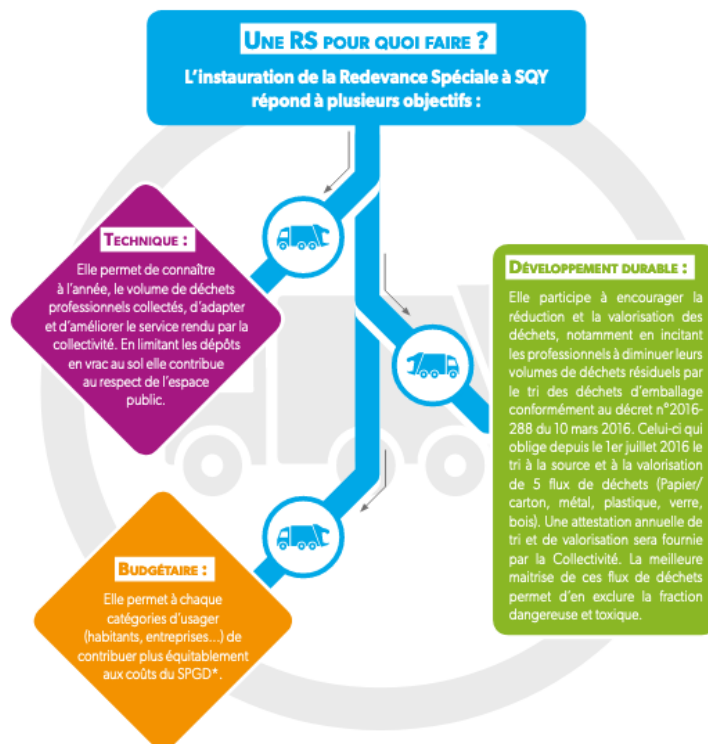 UNE RS POUR QUOI FAIRE ?
L'instauration de la Redevance Spéciale à SQY
répond à plusieurs objectifs :
TECHNIQUE :
Elle permet de connaître
à l'année, le volume de déchets
professionnels collectés, d'adapter
et d'améliorer le service rendu par la
collectivité. En limitant les dépôts
en vrac au sol elle contribue
au respect de l'espace
public.
DÉVELOPPEMENT DURABLE :
Elle participe à encourager la
réduction et la valorisation des
déchets, notamment en incitant
les professionnels à diminuer leurs
volumes de déchets résiduels par
le tri des déchets d'emballage
conformément au décret n°2016-
288 du 10 mars 2016. Celui-ci qui
oblige depuis le 1er juillet 2016 le
tri à la source et à la valorisation
de 5 flux de déchets (Papier/
carton, métal, plastique, verre,
bois). Une attestation annuelle de
tri et de valorisation sera fournie
par la Collectivité. La meilleure
maitrise de ces flux de déchets
permet d'en exclure la fraction
dangereuse et toxique.
BUDGÉTAIRE :
Elle permet à chaque
catégories d'usager
(habitants, entreprises...) de
contribuer plus équitablement
aux coûts du SPGD*.